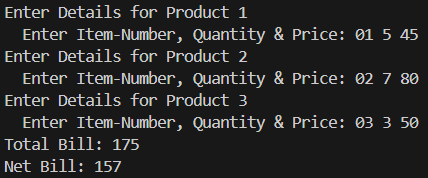 Enter Details for Product 1
Enter Item-Number, Quantity & Price: 01 5 45
Enter Details for Product 2
Enter Item-Number, Quantity & Price: 02 7 80
Enter Details for Product 3
Enter Item-Number, Quantity & Price: 03 3 50
Total Bill: 175
Net Bill: 157